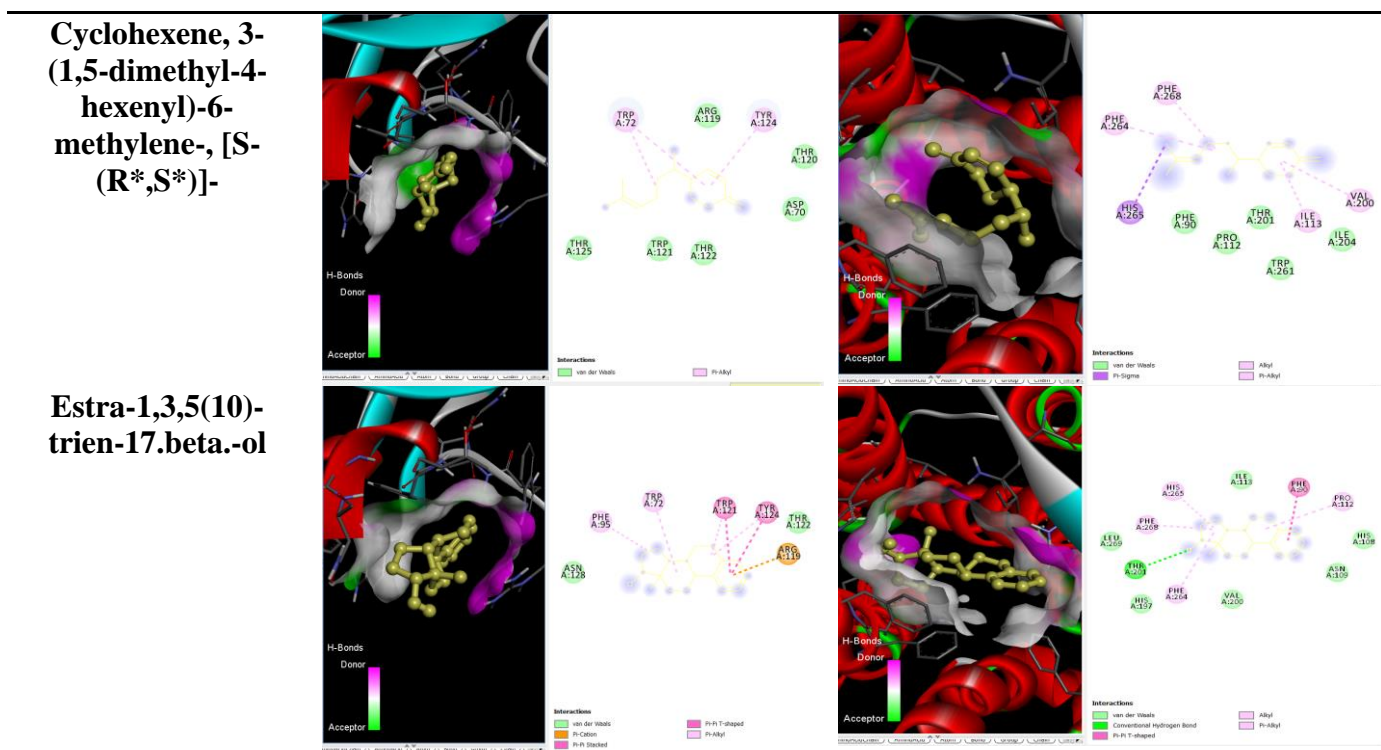 Cyclohexene, 3-
(1,5-dimethyl-4-
hexenyl)-6-
methylene-, [S-
(R*,S*)]-
H-Bonds
Donor
Acceptor
TRP
A:72
ARG
A:119
TYR
A:124
THR
A:120
ASP
A:70
THR
A:125
TRP
A:121
THR
A:122
Interactions
van der Waals
Pi-Alkyl
H-Bonds
Donor
Acceptor
PHE
A:268
PHE
A:264
HIS
A:265
PHE
A:90
PRO
A:112
THR
A:201
TRP
A:261
ILE
A:113
VAL
A:200
ILE
A:204
Interactions
van der Waals
Pi-Sigma
Alkyl
Pi-Alkyl
Estra-1,3,5(10)-
trien-17.beta.-ol
H-Bonds
Donor
Acceptor
PHE
A:95
TRP
A:72
TRP
A:121
TYR
A:124
THR
A:122
ARG
A:119
ASN
A:128
Interactions
van der Waals
Pi-Cation
Pi-Pi Stacked
Pi-Pi T-shaped
Pi-Alkyl
H-Bonds
Donor
Acceptor
HIS
A:265
ILE
A:113
PHE
A:90
PRO
A:112
PHE
A:268
LEU
A:269
THR
A:201
HIS
A:197
PHE
A:264
VAL
A:200
ASN
A:109
HIS
A:108
Interactions
van der Waals
Conventional Hydrogen Bond
Pi-Pi T-shaped
Alkyl
Pi-Alkyl